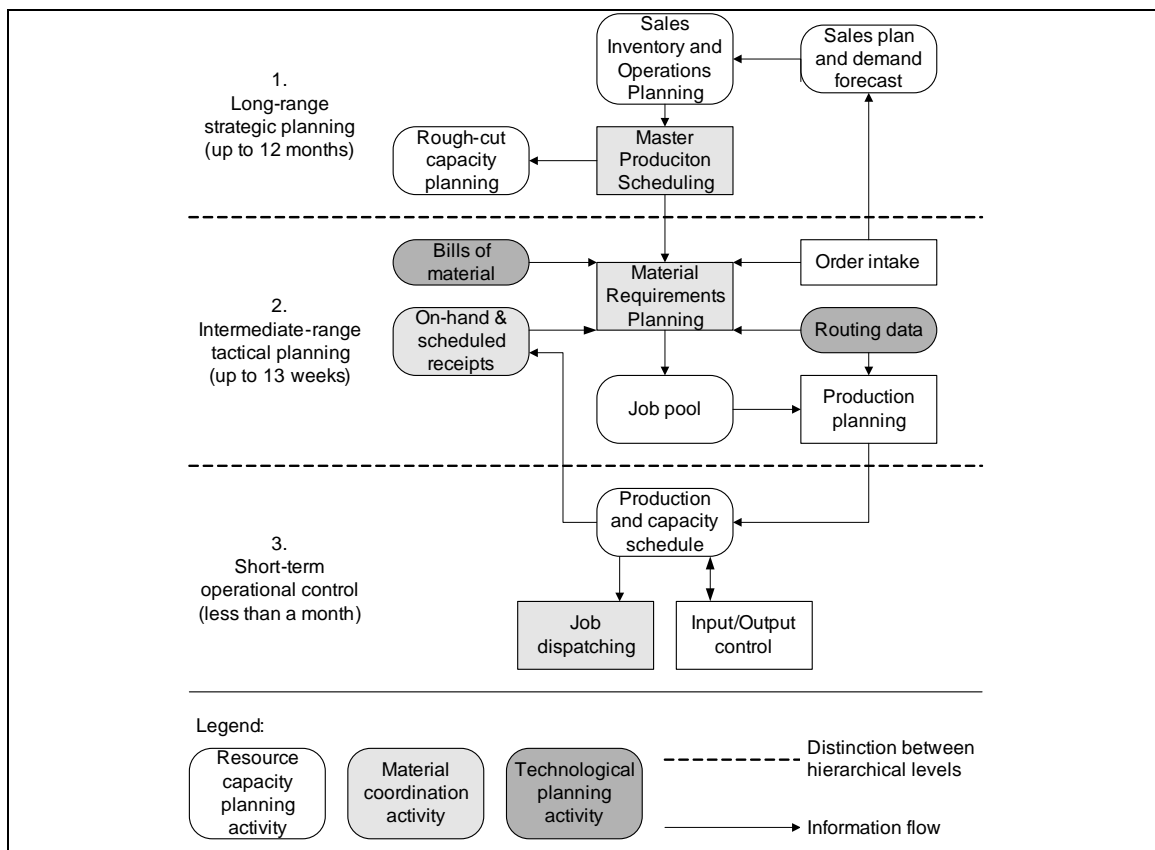 Sales
Inventory and
Operations
Planning
Sales plan
and demand
forecast
1.
Long-range
strategic planning
(up to 12 months)
Rough-cut
capacity
planning
Master
Produciton
Scheduling
Bills of
material
Material
Requirements
Planning
Order intake
2.
Intermediate-range
tactical planning
(up to 13 weeks)
On-hand &
scheduled
receipts
Routing data
Job pool
Production
planning
3.
Short-term
operational control
(less than a month)
Production
and capacity
schedule
Job
dispatching
Input/Output
control
Legend:
Resource
capacity
planning
activity
Material
coordination
activity
Technological
planning
activity
Distinction between
hierarchical levels
Information flow